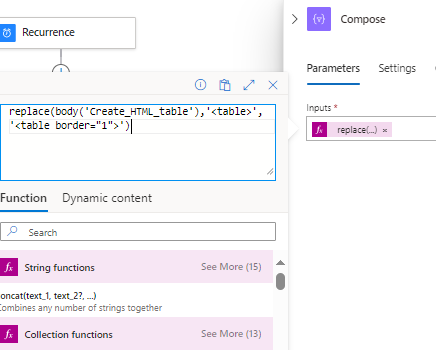 Recurrence
Compose
Parameters
Settings
Inputs *
replace(...) ×
replace(body('Create_HTML_table'),'<table>',
'<table border="1">')
Function
Dynamic content
Search
String functions
See More (15)
oncat(text_1, text_2?, ...)
Combines any number of strings together
Collection functions
See More (13)